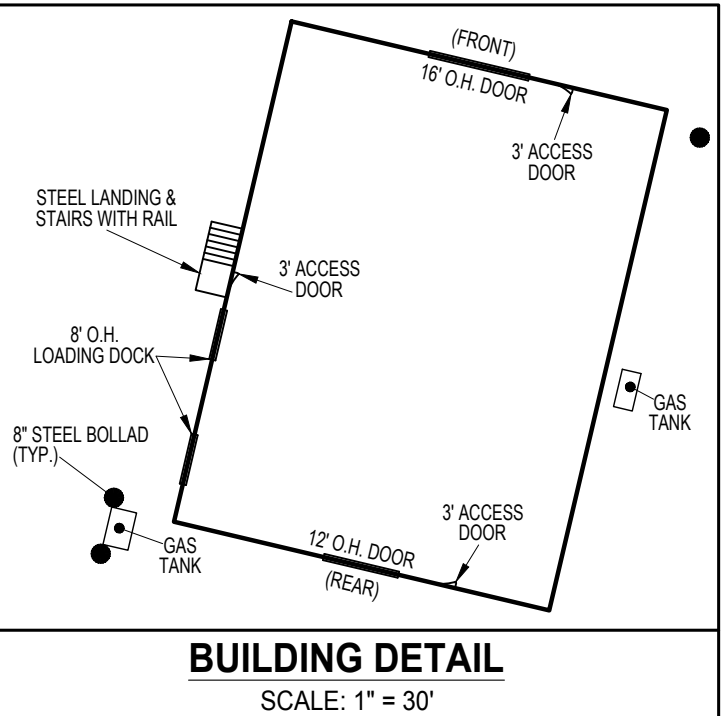 (FRONT)
16' O.H. DOOR
3' ACCESS
DOOR
STEEL LANDING &
STAIRS WITH RAIL
3' ACCESS
DOOR
8' O.H.
LOADING DOCK
GAS
TANK
8" STEEL BOLLAD
(TYP.)
GAS
TANK
3' ACCESS
DOOR
12' O.H. DOOR
(REAR)
BUILDING DETAIL
SCALE: 1" = 30'